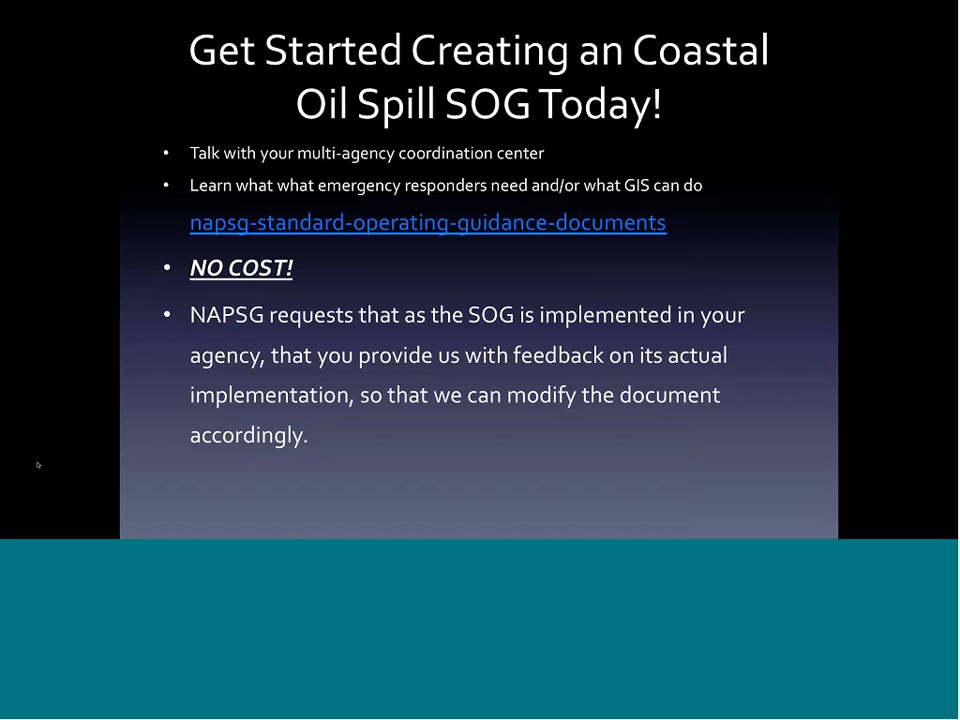 Get Started Creating an Coastal
Oil Spill SOG Today!
• Talk with your multi-agency coordination center
• Learn what what emergency responders need and/or what GIS can do
napsg-standard-operating-guidance-documents
• NO COST!
• NAPSG requests that as the SOG is implemented in your
agency, that you provide us with feedback on its actual
implementation, so that we can modify the document
accordingly.